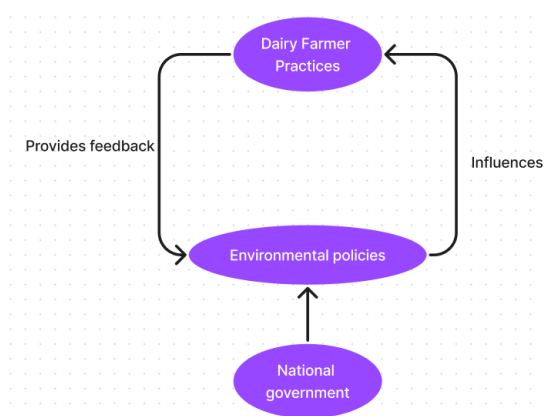 Dairy Farmer
Practices
Provides feedback
Influences
Environmental policies
National
government